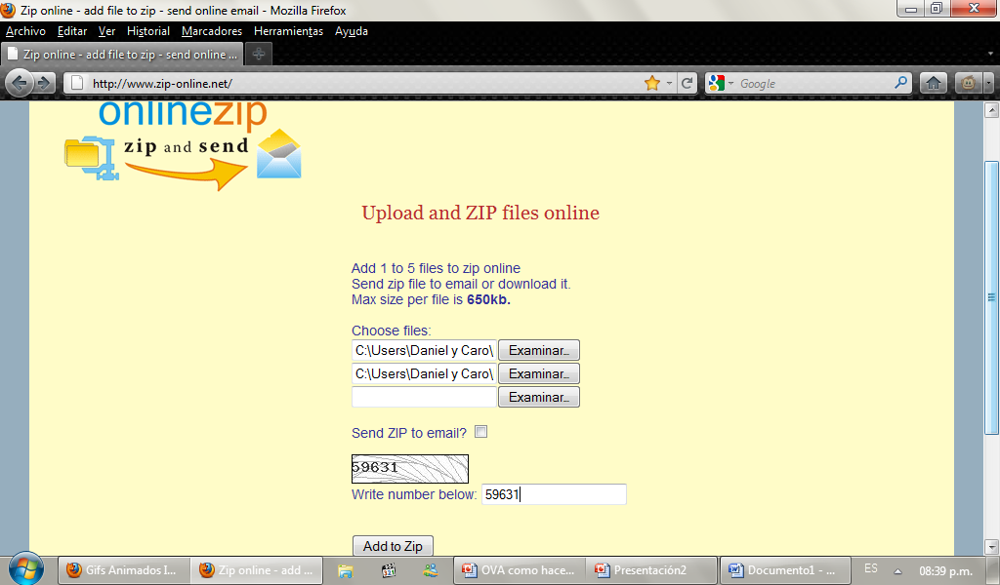 Zip online - add file to zip - send online email - Mozilla Firefox
Archivo Editar Ver Historial Marcadores Herramientas Ayuda
Zip online - add file to zip - send online ...
http://www.zip-online.net/ Google
onlinezip
zip and send
Upload and ZIP files online
Add 1 to 5 files to zip online
Send zip file to email or download it.
Max size per file is 650kb.
Choose files:
C:\Users\Daniel y Caro\ Examinar...
C:\Users\Daniel y Caro\ Examinar...
Examinar...
Send ZIP to email?
59631
Write number below: 59631
Add to Zip
Gifs Animados I... Zip online - add ... OVA como hace... Presentación2 Documento1 - ... ES 08:39 p.m.